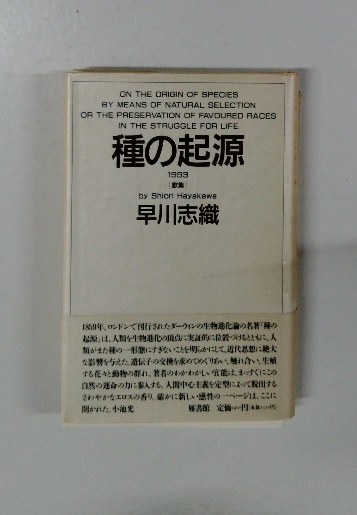 ON THE ORIGIN OF SPECIES
BY MEANS OF NATURAL SELECTION
OR THE PRESERVATION OF FAVOURED RACES
IN THE STRUGGLE FOR LIFE
種の起源
1993
[歌集]
by Shiori Hayakawa
早川志織
1859年、ロンドンで刊行されたダーウィンの生物進化論の名著『種の
起源』は、人類を生物進化の頂点に実証的に位置づけるとともに、人
類がまた種の一形態にすぎないことを明らかにして、近代思想に絶大
な影響を与えた。遺伝子の交換を求めてめぐりあい、触れ合い、生殖
する花々と動物の群れ。著者のわかわかしい官能は、まっすぐにこの
自然の運命の力に参入する。人間中心主義を定型によって脱出する
さわやかなエロスの香り。確かに新しい感性の一ページは、ここに
開かれた。小池光
雁書館 定価